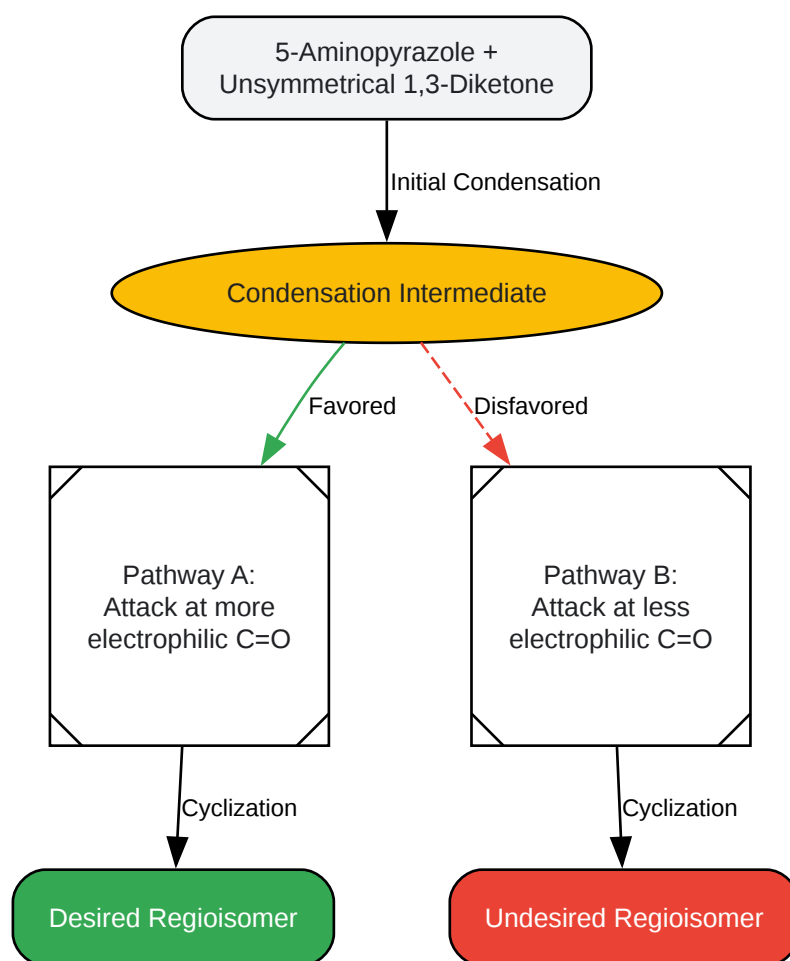 5-Aminopyrazole +
Unsymmetrical 1,3-Diketone
Initial Condensation
Condensation Intermediate
Favored
Disfavored
Pathway A:
Attack at more
electrophilic C=O
Pathway B:
Attack at less
electrophilic C=O
Cyclization
Cyclization
Desired Regioisomer
Undesired Regioisomer